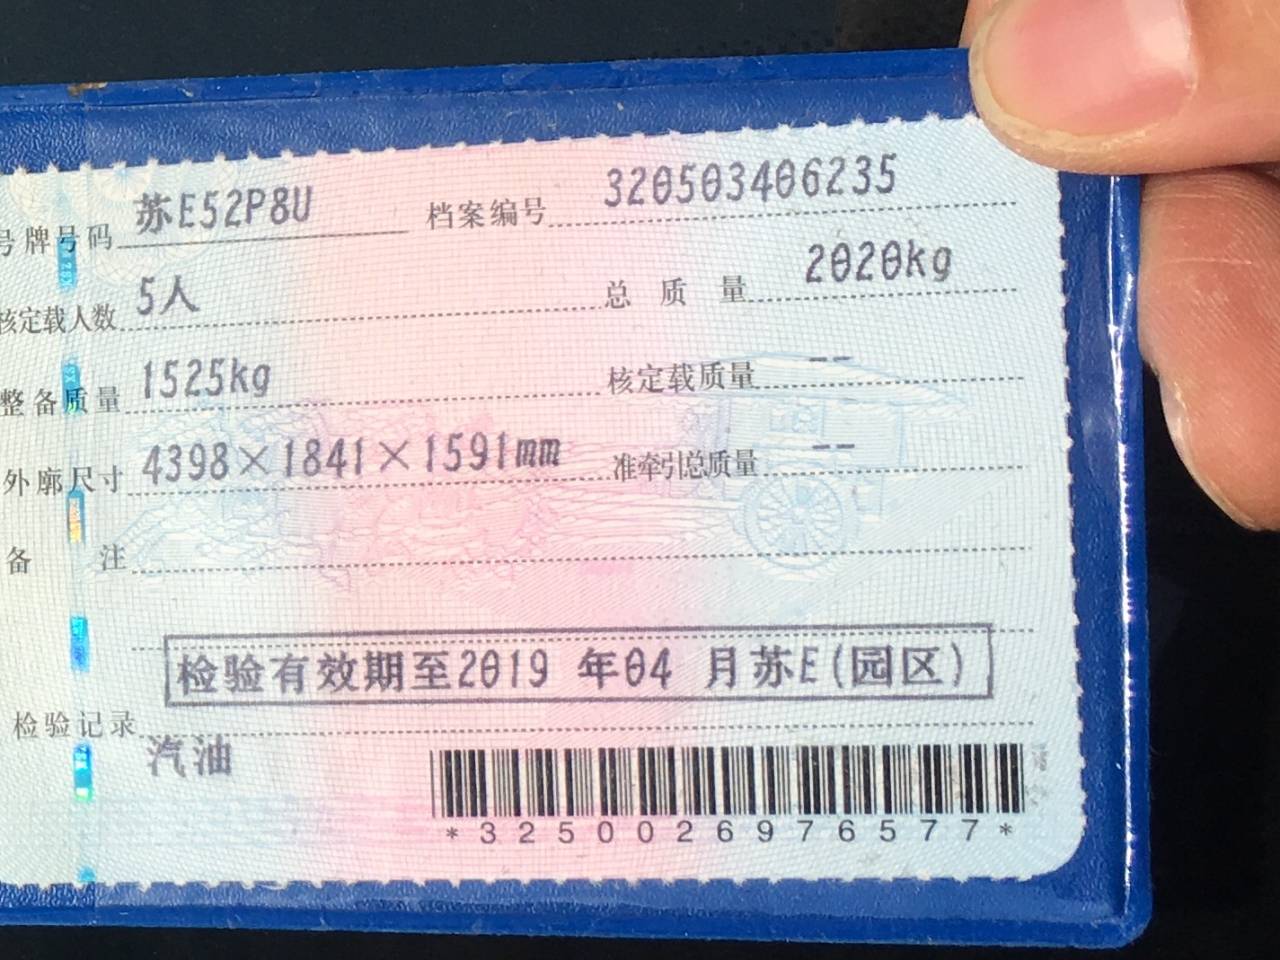 号牌号码 苏E52P8U 档案编号 320503406235
核定载人数 5人 总质量 2020kg
整备质量 1525kg 核定载质量 --
外廓尺寸 4398×1841×1591mm 准牵引总质量 --
备注
检验有效期至2019 年04 月苏E(园区)
检验记录
汽油
*3250026976577*